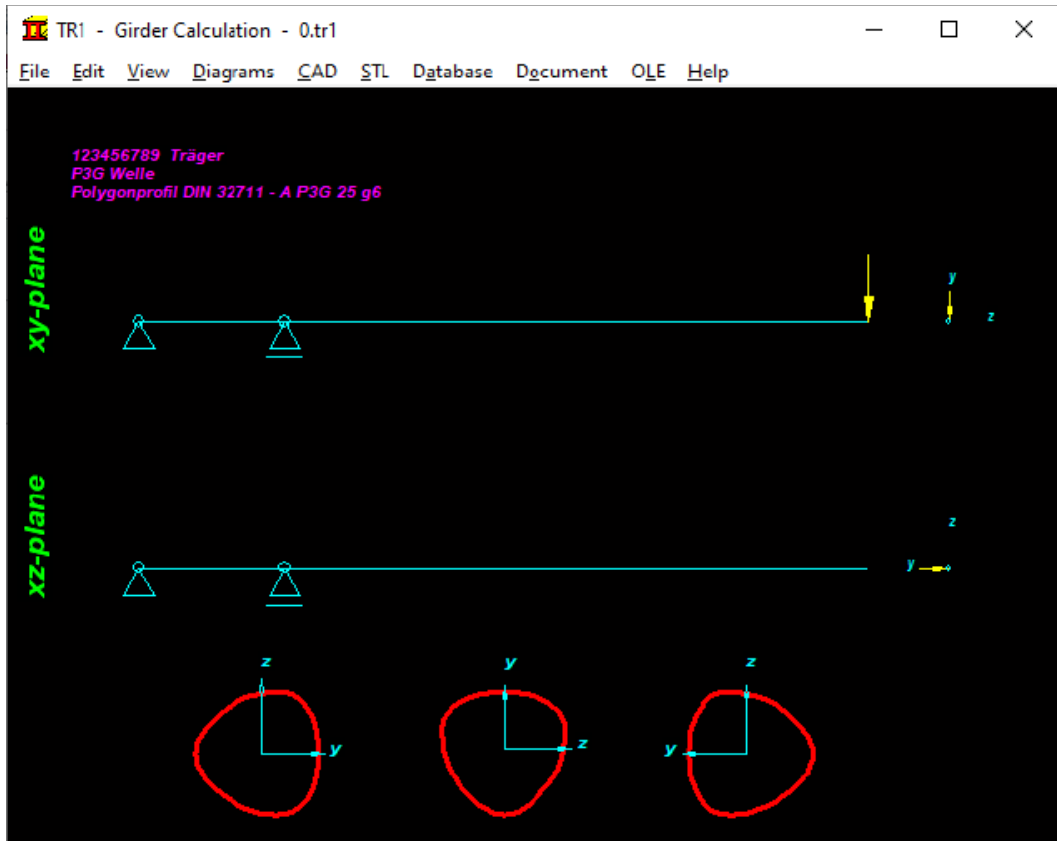 TR1 - Girder Calculation - 0.tr1
File Edit View Diagrams CAD STL Database Document OLE Help
123456789 Träger
P3G Welle
Polygonprofil DIN 32711 - A P3G 25 g6
xy-plane
y
z
xz-plane
z
y
z
y
y
z
z
y